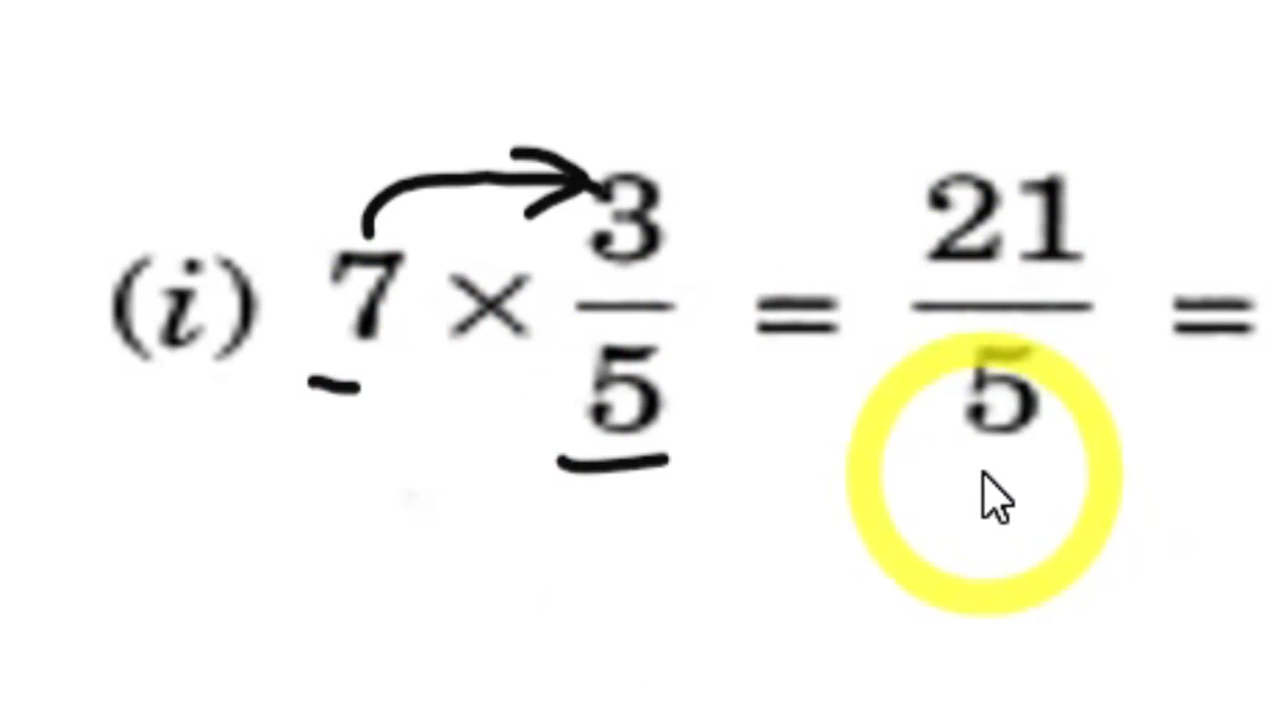 (i) 7 × 3/5 = 21/5 =